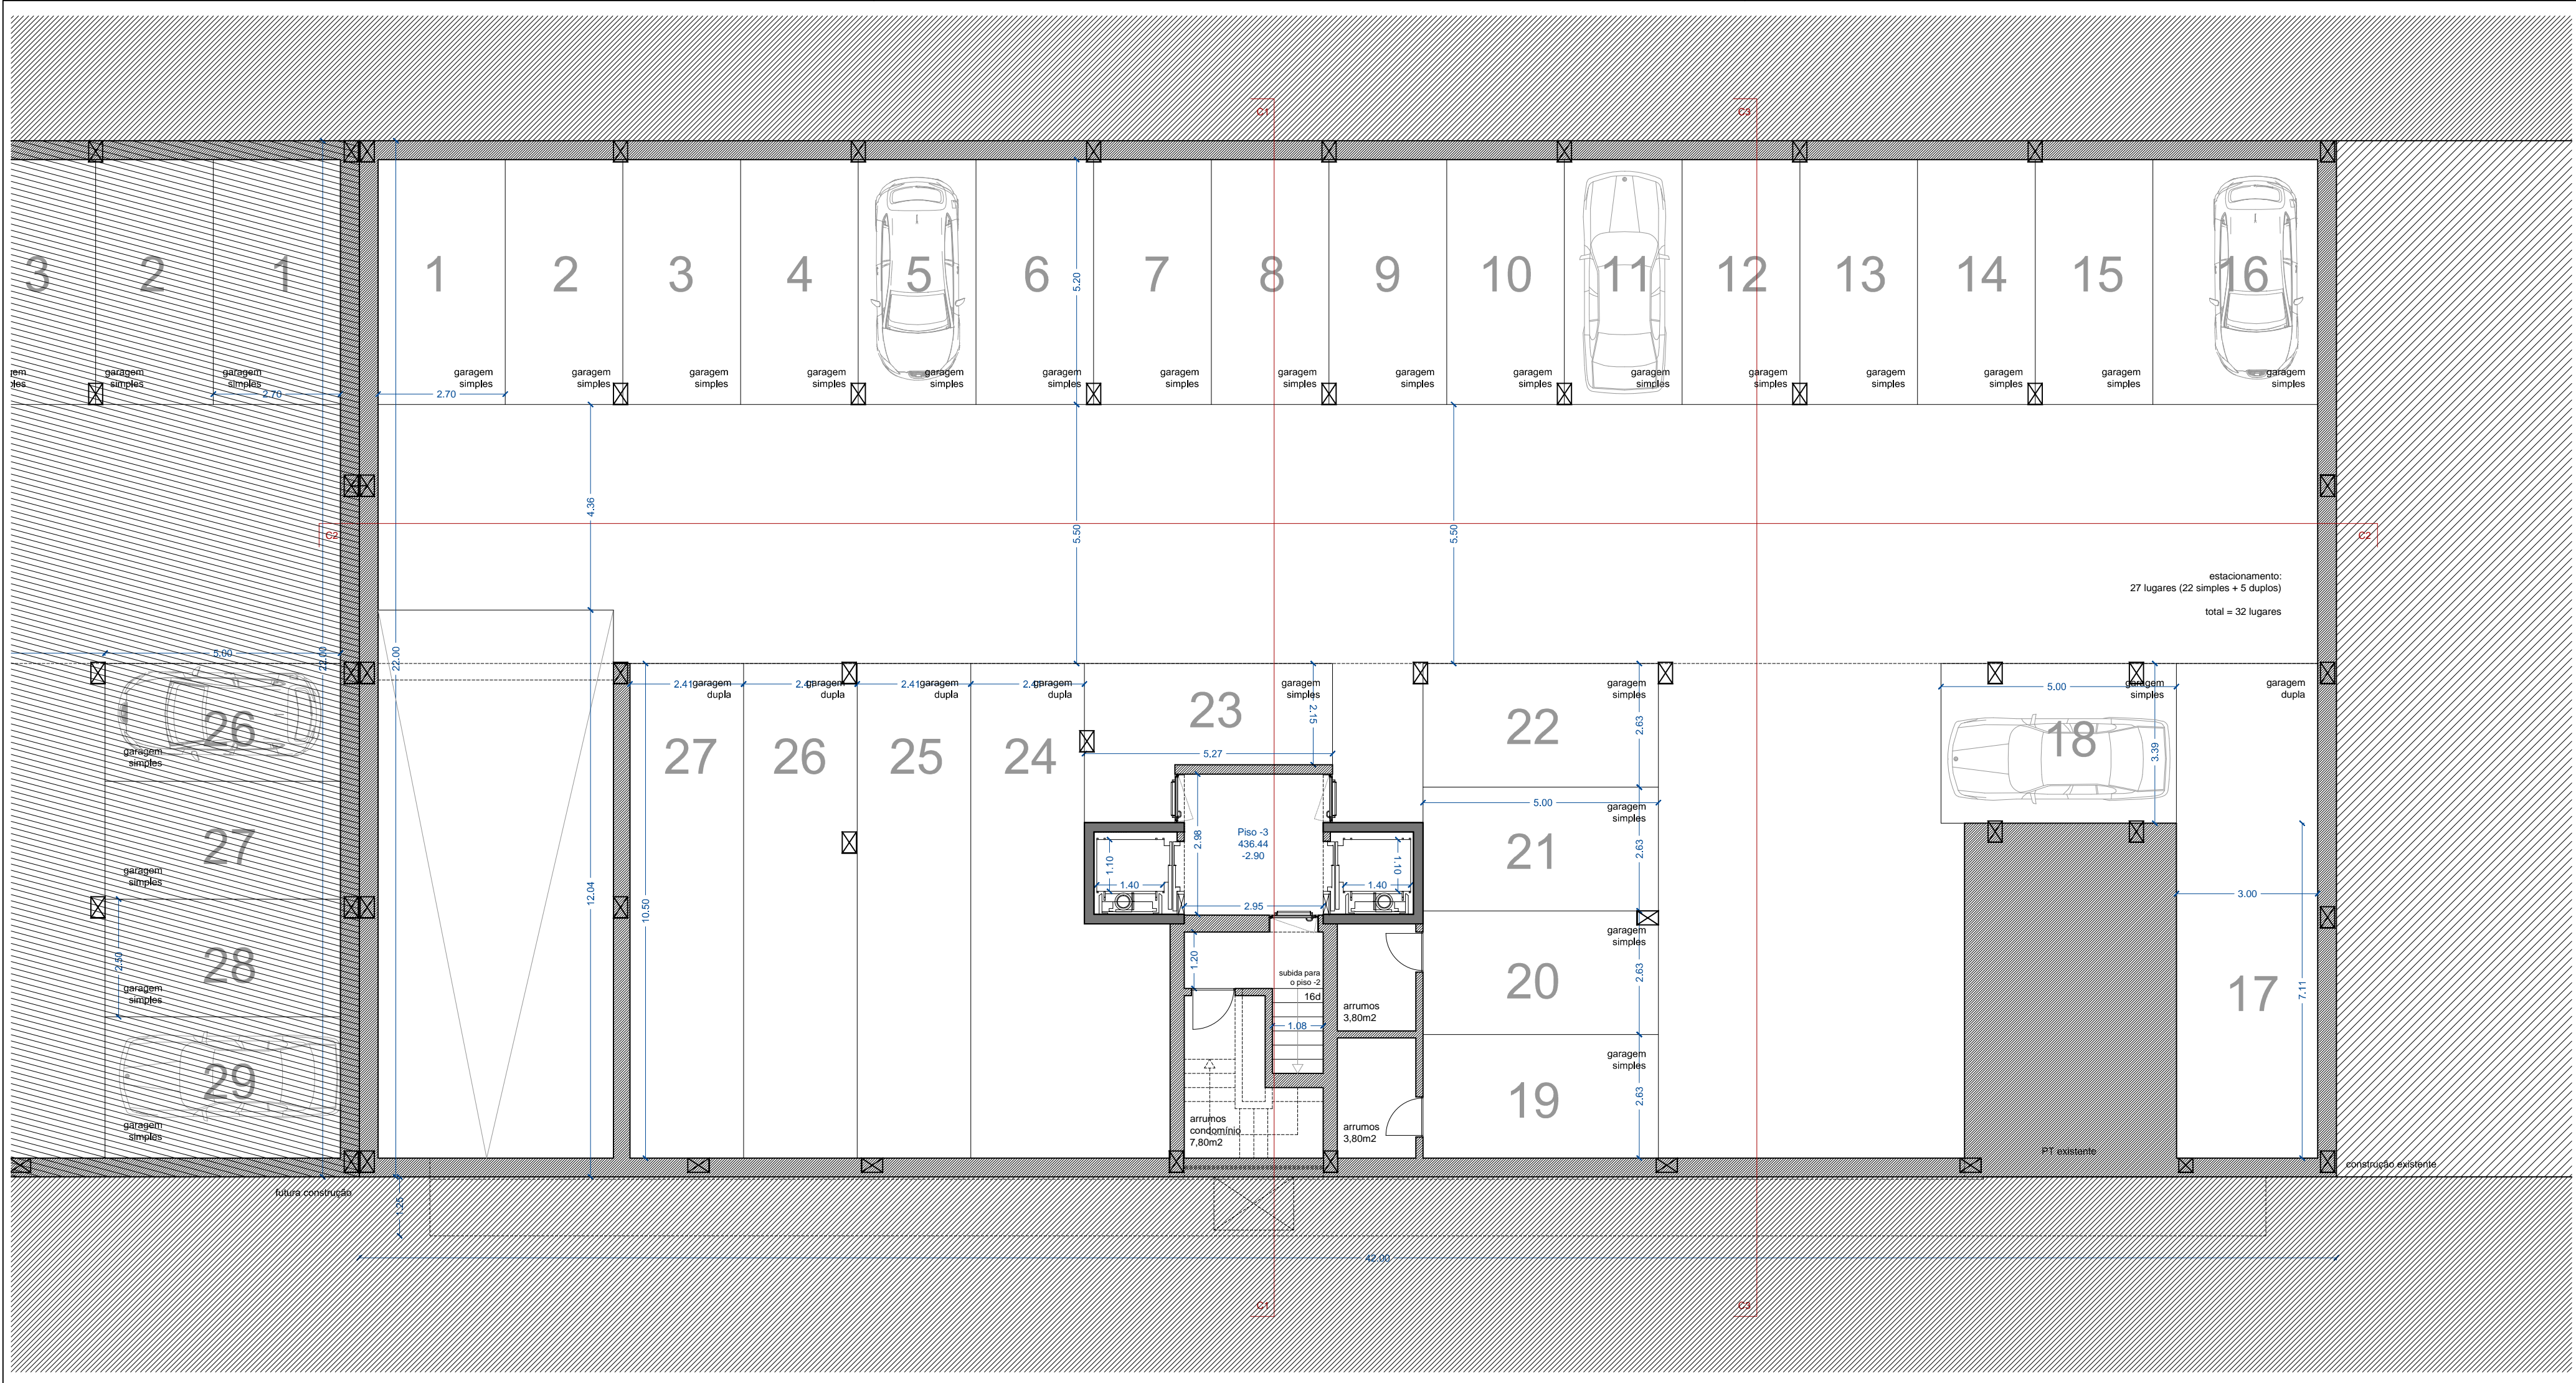 C1
C3
3
2
1
1
2
3
4
5
6
7
8
9
10
11
12
13
14
15
16
5.20
garagem
simples
garagem
simples
garagem
simples
garagem
simples
garagem
simples
garagem
simples
garagem
simples
garagem
simples
garagem
simples
garagem
simples
garagem
simples
garagem
simples
garagem
simples
garagem
simples
garagem
simples
garagem
simples
garagem
simples
garagem
simples
2.70
2.70
4.36
5.50
5.50
C2
C2
estacionamento:
27 lugares (22 simples + 5 duplos)
total = 32 lugares
5.00
22.00
22.00
26
garagem
simples
27
garagem
simples
28
2.50
garagem
simples
29
garagem
simples
12.04
10.50
2.41
garagem
dupla
27
garagem
dupla
26
2.41
garagem
dupla
25
garagem
dupla
24
garagem
simples
23
2.15
5.27
garagem
simples
22
2.63
5.00
garagem
simples
21
2.63
garagem
simples
20
2.63
garagem
simples
19
2.63
garagem
simples
5.00
18
3.39
garagem
dupla
3.00
17
7.11
Piso -3
436.44
-2.90
2.98
1.10
1.40
1.10
1.40
2.95
1.20
subida para
o piso -2
16d
1.08
arrumos
3,80m2
arrumos
3,80m2
arrumos
condomínio
7,80m2
PT existente
construção existente
futura construção
1.25
42.00
C1
C3